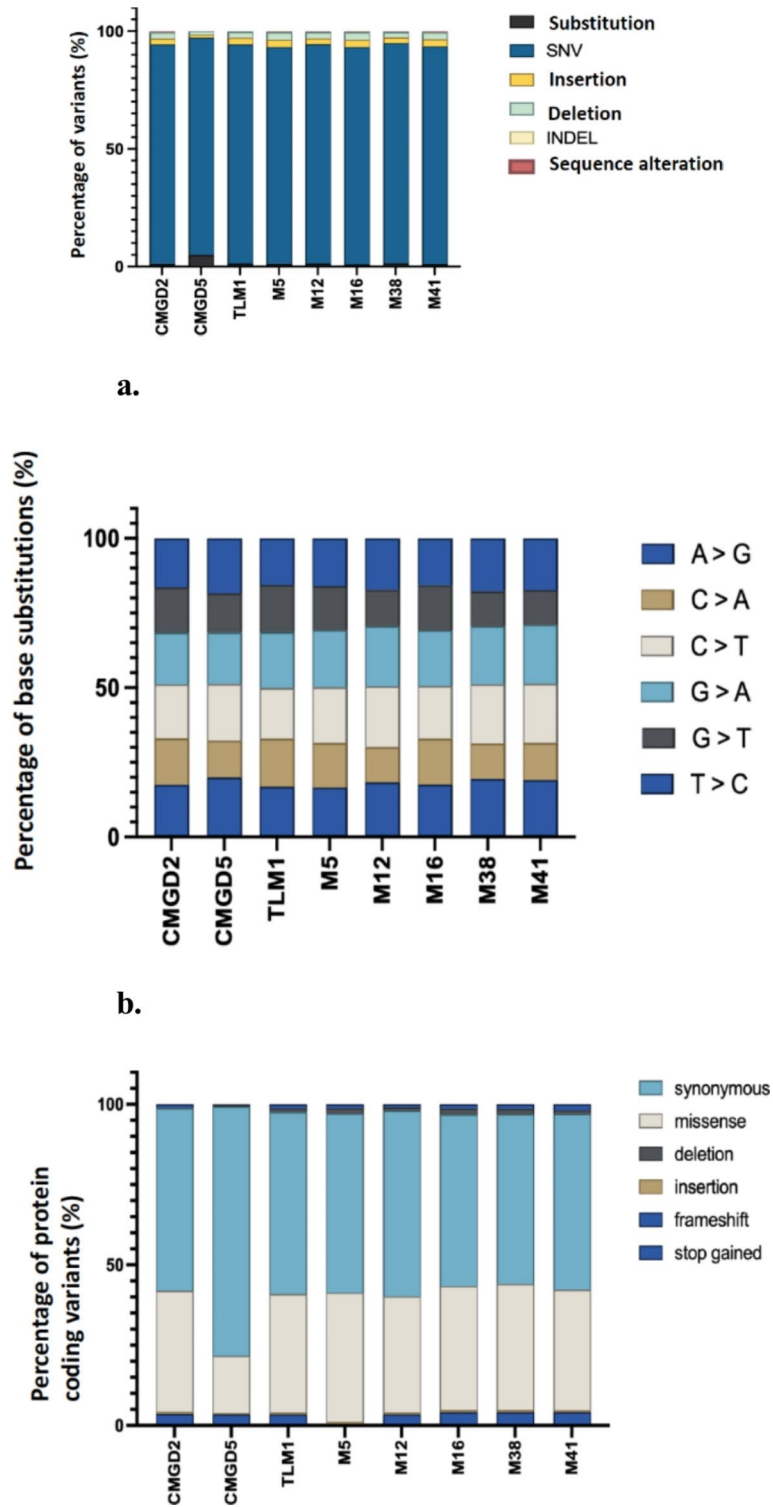 Percentage of variants (%)
100
50
0
CMGD2
CMGD5
TLM1
M5
M12
M16
M38
M41
Substitution
SNV
Insertion
Deletion
INDEL
Sequence alteration
a.
Percentage of base substitutions (%)
100
50
0
CMGD2
CMGD5
TLM1
M5
M12
M16
M38
M41
A > G
C > A
C > T
G > A
G > T
T > C
b.
Percentage of protein
coding variants (%)
100
50
0
CMGD2
CMGD5
TLM1
M5
M12
M16
M38
M41
synonymous
missense
deletion
insertion
frameshift
stop gained